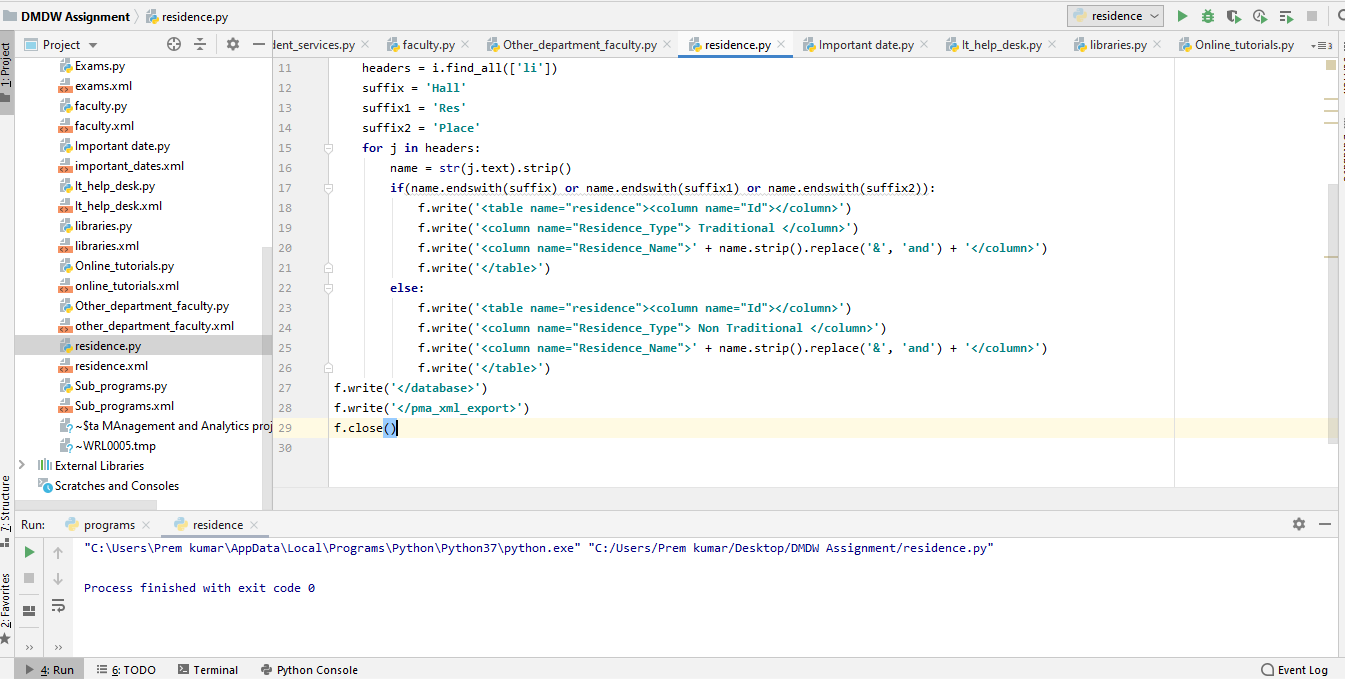 DMDW Assignment residence.py
residence
1: Project
Project
dent_services.py faculty.py Other_department_faculty.py residence.py Important date.py It_help_desk.py libraries.py Online_tutorials.py 3
Exams.py
exams.xml
faculty.py
faculty.xml
Important date.py
important_dates.xml
It_help_desk.py
It_help_desk.xml
libraries.py
libraries.xml
Online_tutorials.py
online_tutorials.xml
Other_department_faculty.py
other_department_faculty.xml
residence.py
residence.xml
Sub_programs.py
Sub_programs.xml
~$ta MAnagement and Analytics proj
~WRL0005.tmp
External Libraries
Scratches and Consoles
11 headers = i.find_all(['li'])
12 suffix = 'Hall'
13 suffix1 = 'Res'
14 suffix2 = 'Place'
15 for j in headers:
16 name = str(j.text).strip()
17 if(name.endswith(suffix) or name.endswith(suffix1) or name.endswith(suffix2)):
18 f.write('<table name="residence"><column name="Id"></column>')
19 f.write('<column name="Residence_Type"> Traditional </column>')
20 f.write('<column name="Residence_Name">' + name.strip().replace('&', 'and') + '</column>')
21 f.write('</table>')
22 else:
23 f.write('<table name="residence"><column name="Id"></column>')
24 f.write('<column name="Residence_Type"> Non Traditional </column>')
25 f.write('<column name="Residence_Name">' + name.strip().replace('&', 'and') + '</column>')
26 f.write('</table>')
27 f.write('</database>')
28 f.write('</pma_xml_export>')
29 f.close()
30
7: Structure
2: Favorites
Run: programs residence
"C:\Users\Prem kumar\AppData\Local\Programs\Python\Python37\python.exe" "C:/Users/Prem kumar/Desktop/DMDW Assignment/residence.py"
Process finished with exit code 0
4: Run 6: TODO Terminal Python Console Event Log